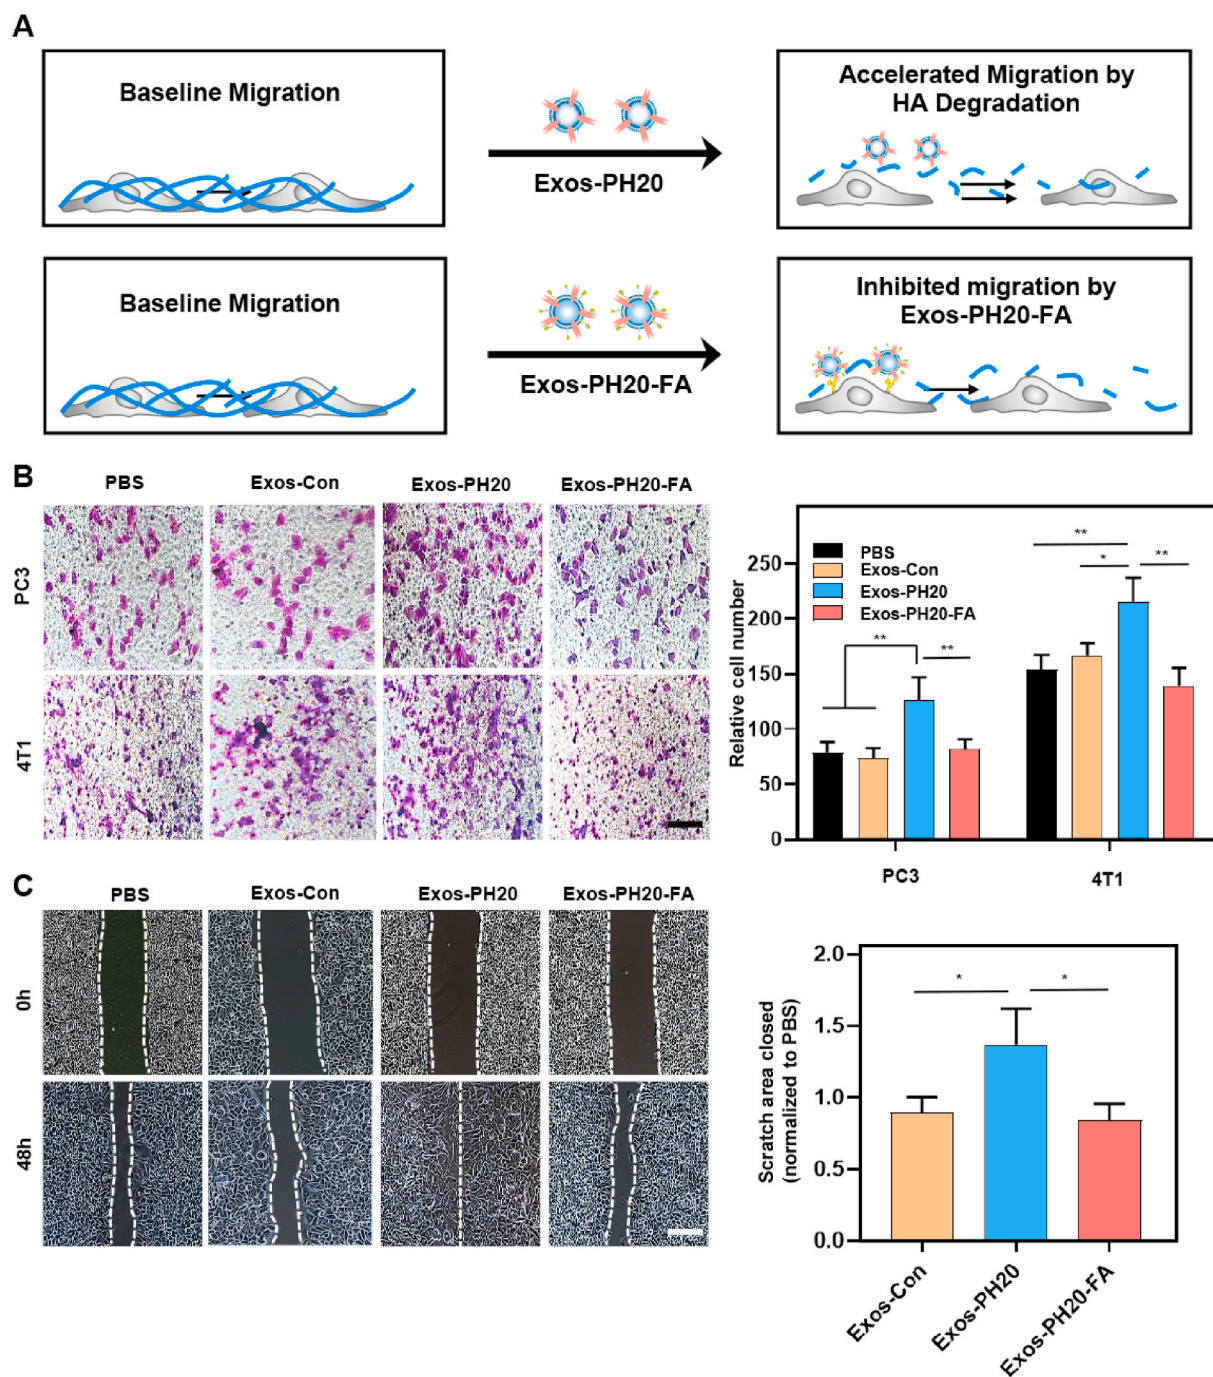 A
Baseline Migration
Exos-PH20
Accelerated Migration by
HA Degradation
Baseline Migration
Exos-PH20-FA
Inhibited migration by
Exos-PH20-FA
B
PBS
Exos-Con
Exos-PH20
Exos-PH20-FA
PC3
4T1
Relative cell number
250
200
150
100
50
0
PBS
Exos-Con
Exos-PH20
Exos-PH20-FA
**
**
**
*
**
PC3
4T1
C
PBS
Exos-Con
Exos-PH20
Exos-PH20-FA
0h
48h
Scratch area closed
(normalized to PBS)
2.0
1.5
1.0
0.5
0.0
*
*
Exos-Con
Exos-PH20
Exos-PH20-FA